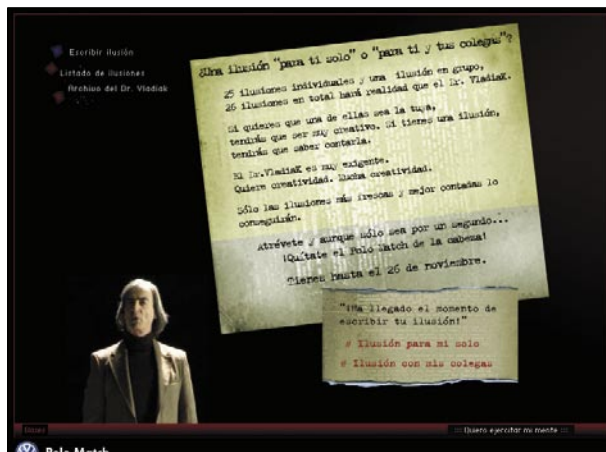 Escribir ilusión
Listado de ilusiones
Archivo del Dr. Vladiak
¿Una ilusión "para ti solo" o "para ti y tus colegas"?
25 ilusiones individuales y una ilusión en grupo,
26 ilusiones en total hará realidad que el Dr. VladiaK.
Si quieres que una de ellas sea la tuya,
tendrás que ser muy creativo. Si tienes una ilusión,
tendrás que saber contarla.
El Dr.VladiaK es muy exigente.
Quiere creatividad. Mucha creatividad.
Sólo las ilusiones más frescas y mejor contadas lo
conseguirán.
Atrévete y aunque sólo sea por un segundo...
¡Quítate el Polo Match de la cabeza!
Tienes hasta el 26 de noviembre.
"¡Ha llegado el momento de
escribir tu ilusión!"
# Ilusión para mi solo
# Ilusión con mis colegas
Bases
::: Quiero ejercitar mi mente :::
Polo Match